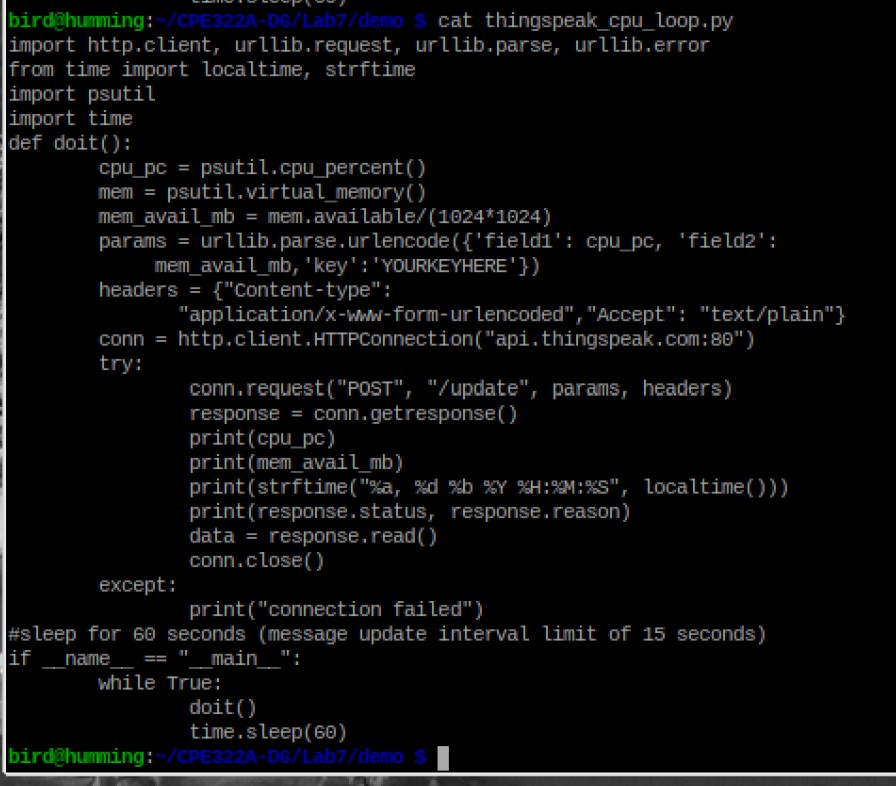 time.sleep(60)
bird@humming:~/CPE322A-D6/Lab7/demo $ cat thingspeak_cpu_loop.py
import http.client, urllib.request, urllib.parse, urllib.error
from time import localtime, strftime
import psutil
import time
def doit():
        cpu_pc = psutil.cpu_percent()
        mem = psutil.virtual_memory()
        mem_avail_mb = mem.available/(1024*1024)
        params = urllib.parse.urlencode({'field1': cpu_pc, 'field2':
             mem_avail_mb,'key':'YOURKEYHERE'})
        headers = {"Content-type":
               "application/x-www-form-urlencoded","Accept": "text/plain"}
        conn = http.client.HTTPConnection("api.thingspeak.com:80")
        try:
                conn.request("POST", "/update", params, headers)
                response = conn.getresponse()
                print(cpu_pc)
                print(mem_avail_mb)
                print(strftime("%a, %d %b %Y %H:%M:%S", localtime()))
                print(response.status, response.reason)
                data = response.read()
                conn.close()
        except:
                print("connection failed")
#sleep for 60 seconds (message update interval limit of 15 seconds)
if __name__ == "__main__":
        while True:
                doit()
                time.sleep(60)
bird@humming:~/CPE322A-D6/Lab7/demo $